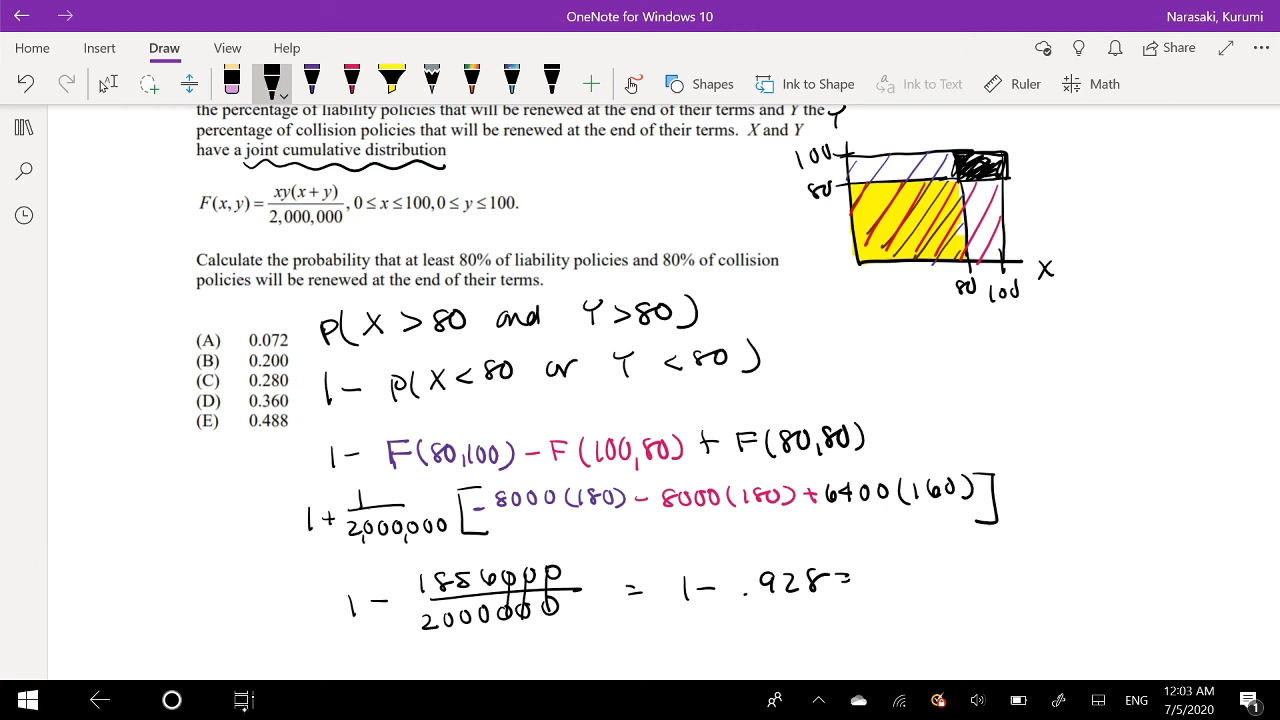 OneNote for Windows 10
Narasaki, Kurumi
Home Insert Draw View Help
Share
Shapes
Ink to Shape
Ink to Text
Ruler
Math
the percentage of liability policies that will be renewed at the end of their terms and Y the
percentage of collision policies that will be renewed at the end of their terms. X and Y
have a joint cumulative distribution
F(x, y) = xy(x + y) / 2,000,000, 0 ≤ x ≤ 100, 0 ≤ y ≤ 100.
Calculate the probability that at least 80% of liability policies and 80% of collision
policies will be renewed at the end of their terms.
(A) 0.072
(B) 0.200
(C) 0.280
(D) 0.360
(E) 0.488
Y
100
80
80
100
X
P(X > 80 and Y > 80)
1 - P(X < 80 or Y < 80)
1 - F(80,100) - F(100,80) + F(80,80)
1 + 1 / 2,000,000 [-8000(180) - 8000(180) + 6400(160)]
1 - 1856000 / 2000000 = 1 - .928 =
ENG
12:03 AM
7/5/2020
1